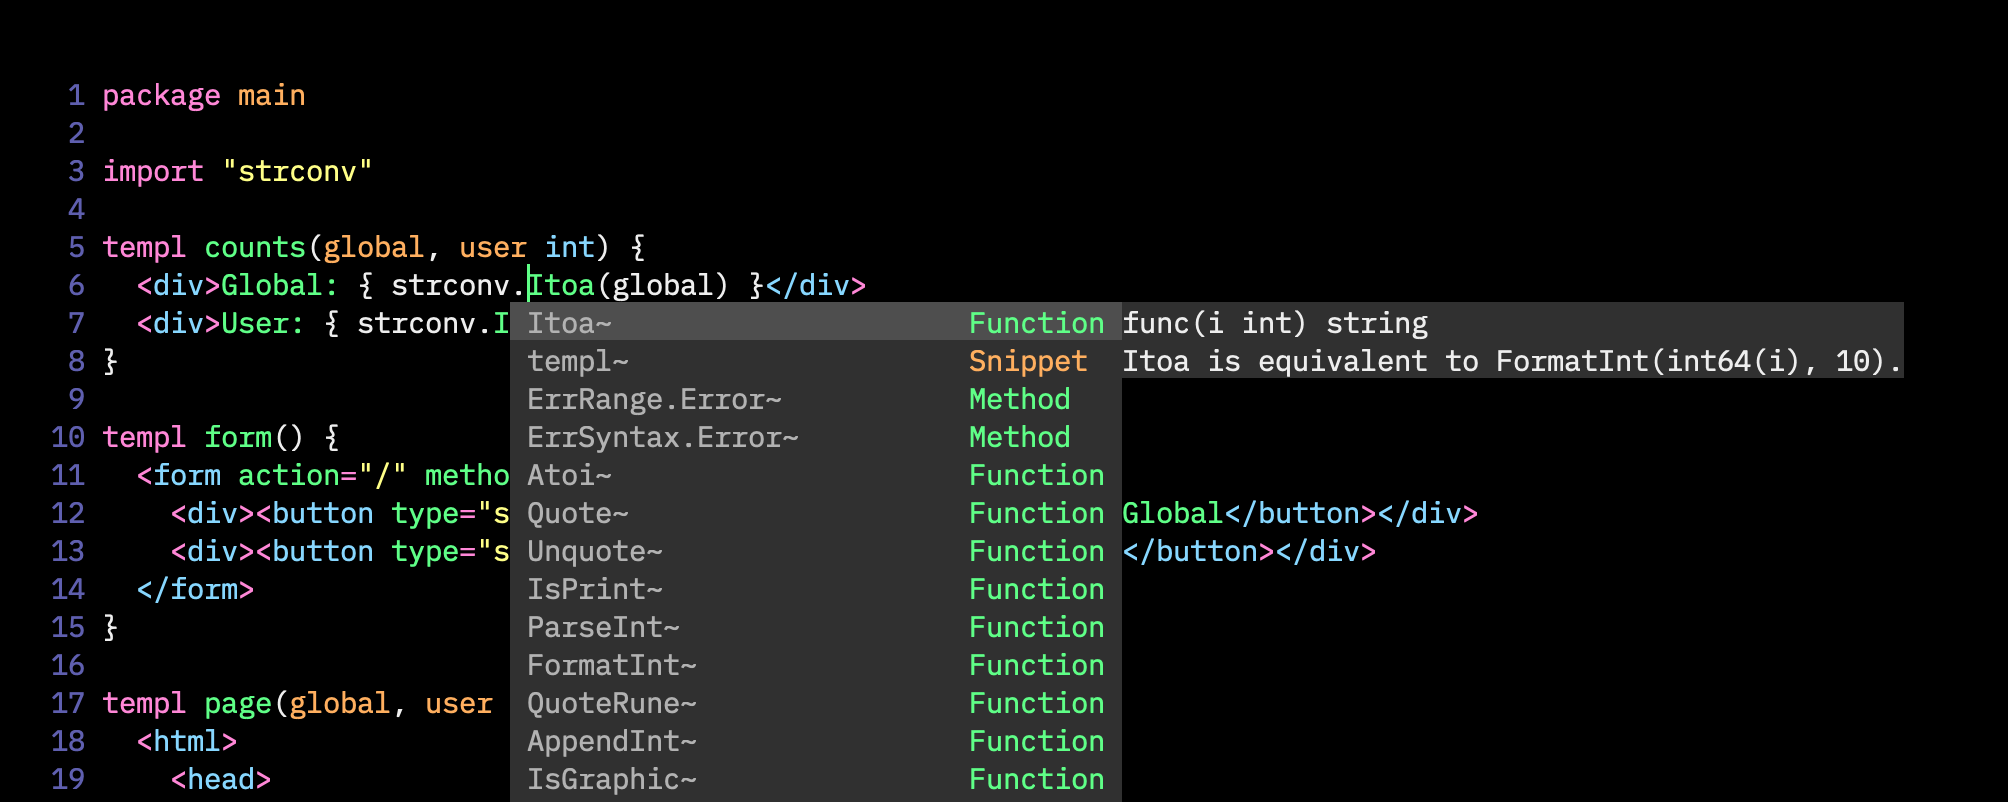 1 package main
2
3 import "strconv"
4
5 templ counts(global, user int) {
6 <div>Global: { strconv.Itoa(global) }</div>
7 <div>User: { strconv.I Itoa~ Function func(i int) string
8 } templ~ Snippet Itoa is equivalent to FormatInt(int64(i), 10).
9 ErrRange.Error~ Method
10 templ form() { ErrSyntax.Error~ Method
11 <form action="/" metho Atoi~ Function
12 <div><button type="s Quote~ Function Global</button></div>
13 <div><button type="s Unquote~ Function </button></div>
14 </form> IsPrint~ Function
15 } ParseInt~ Function
16 FormatInt~ Function
17 templ page(global, user QuoteRune~ Function
18 <html> AppendInt~ Function
19 <head> IsGraphic~ Function